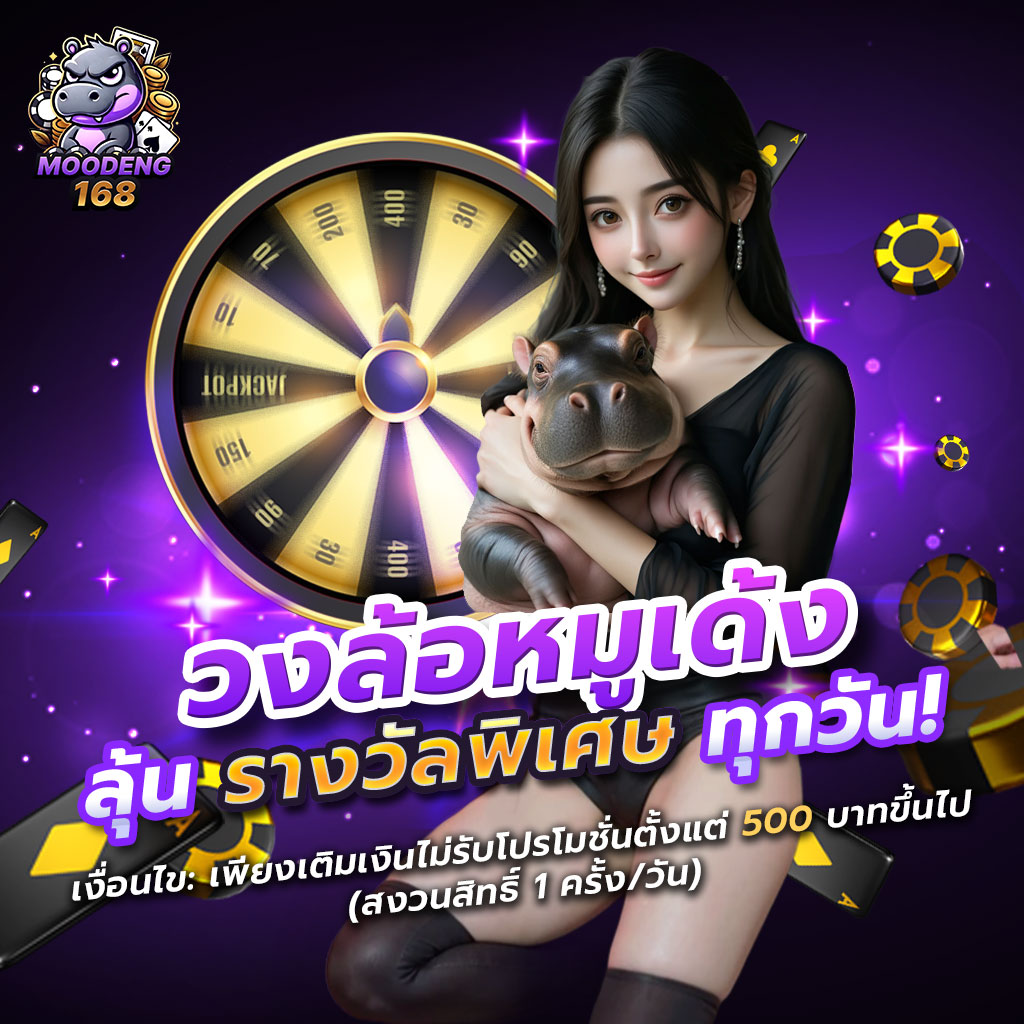 MOODENG
168
200
400
30
90
70
10
JACKPOT
150
90
30
400
วงล้อหมูเด้ง
ลุ้น รางวัลพิเศษ ทุกวัน!
เงื่อนไข: เพียงเติมเงินไม่รับโปรโมชั่นตั้งแต่ 500 บาทขึ้นไป
(สงวนสิทธิ์ 1 ครั้ง/วัน)
A
A
A
A